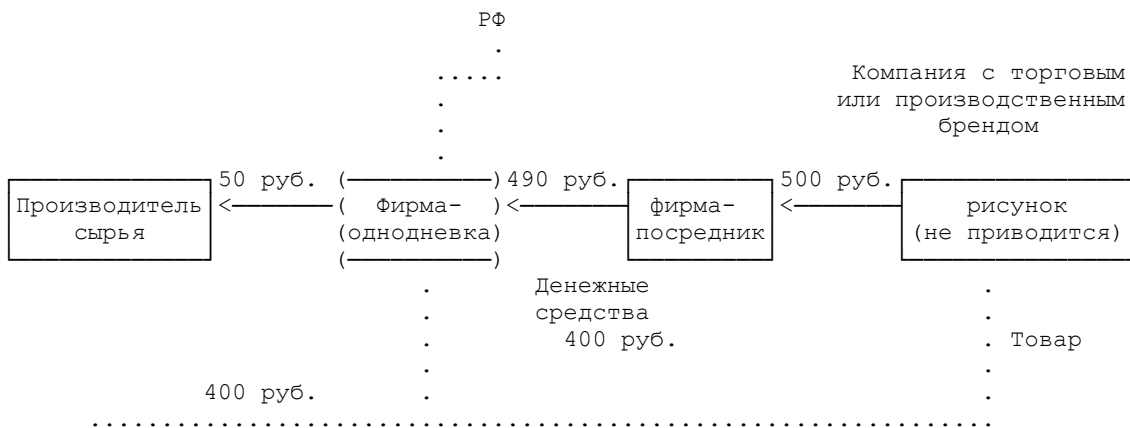 РФ
Компания с торговым
или производственным
брендом
50 руб.
490 руб.
500 руб.
Производитель
сырья
Фирма-
однодневка
фирма-
посредник
рисунок
(не приводится)
Денежные
средства
400 руб.
Товар
400 руб.